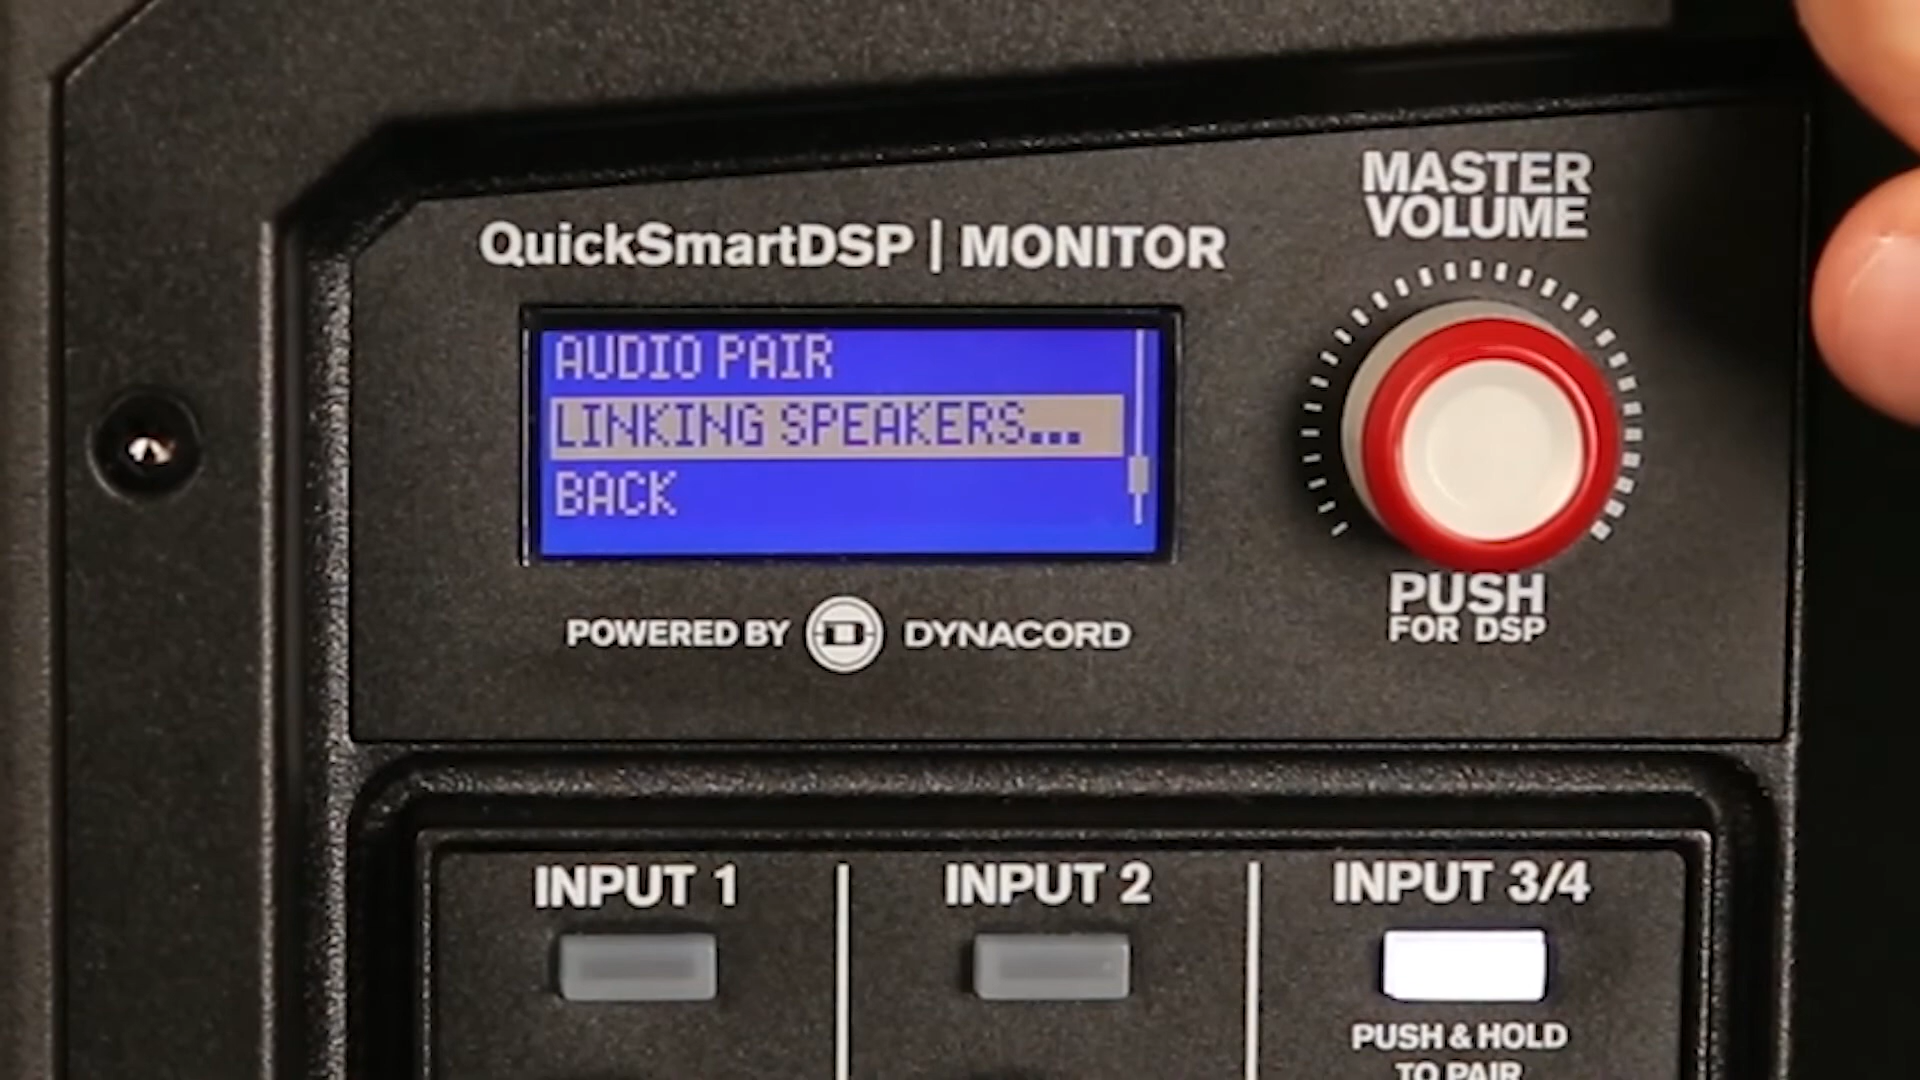 MASTER
VOLUME
QuickSmartDSP | MONITOR
AUDIO PAIR
LINKING SPEAKERS...
BACK
PUSH
FOR DSP
POWERED BY DYNACORD
INPUT 1
INPUT 2
INPUT 3/4
PUSH & HOLD
TO PAIR